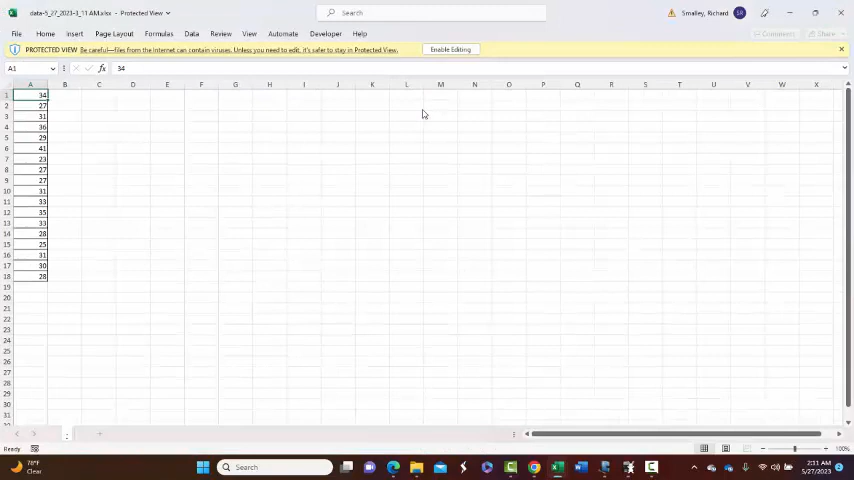 data-5_27_2023-3_11 AM.xlsx - Protected View
Search
Smalley, Richard SR
File Home Insert Page Layout Formulas Data Review View Automate Developer Help
Comments Share
PROTECTED VIEW Be careful—files from the Internet can contain viruses. Unless you need to edit, it's safer to stay in Protected View. Enable Editing
A1 fx 34
A B C D E F G H I J K L M N O P Q R S T U V W X
1 34
2 27
3 31
4 36
5 29
6 41
7 23
8 27
9 27
10 31
11 33
12 35
13 33
14 28
15 25
16 31
17 30
18 28
19
20
21
22
23
24
25
26
27
28
29
30
31
Ready 100%
78°F
Clear
Search
2:11 AM
5/27/2023